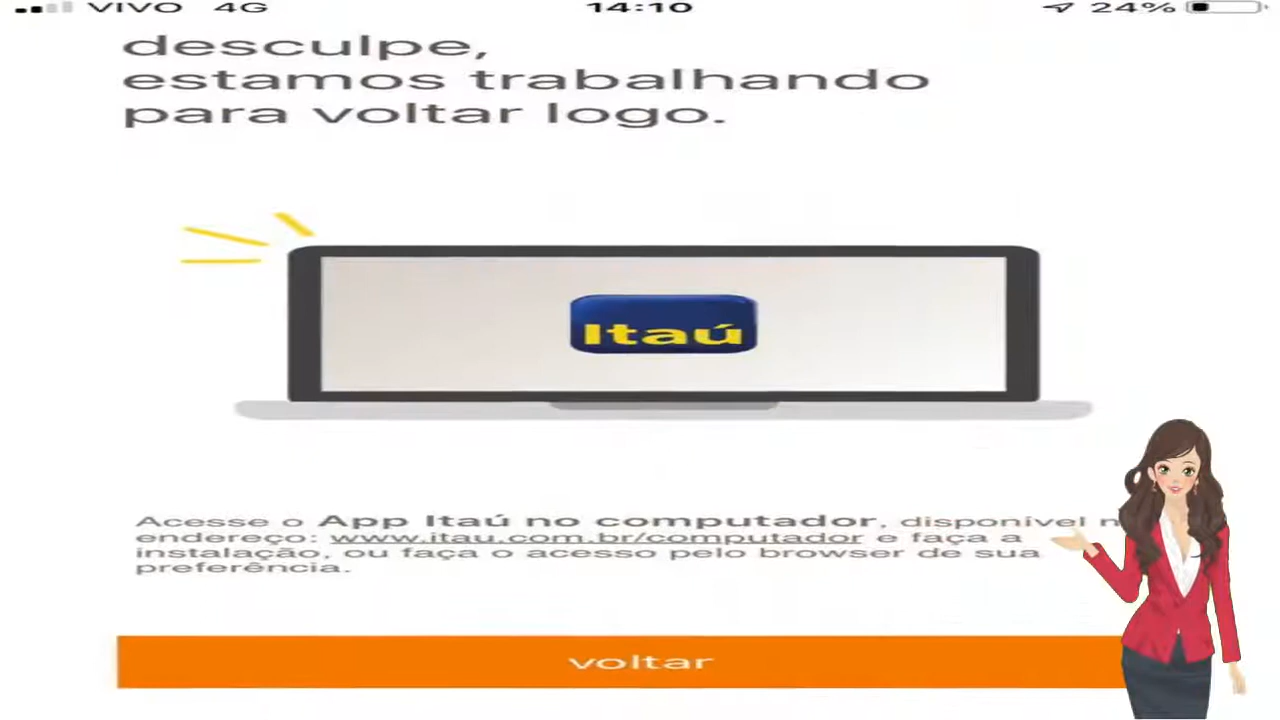 VIVO 4G 14:10 24%
desculpe,
estamos trabalhando
para voltar logo.
Itaú
Acesse o App Itaú no computador, disponível n
endereço: www.itau.com.br/computador e faça a
instalação, ou faça o acesso pelo browser de sua
preferência.
voltar